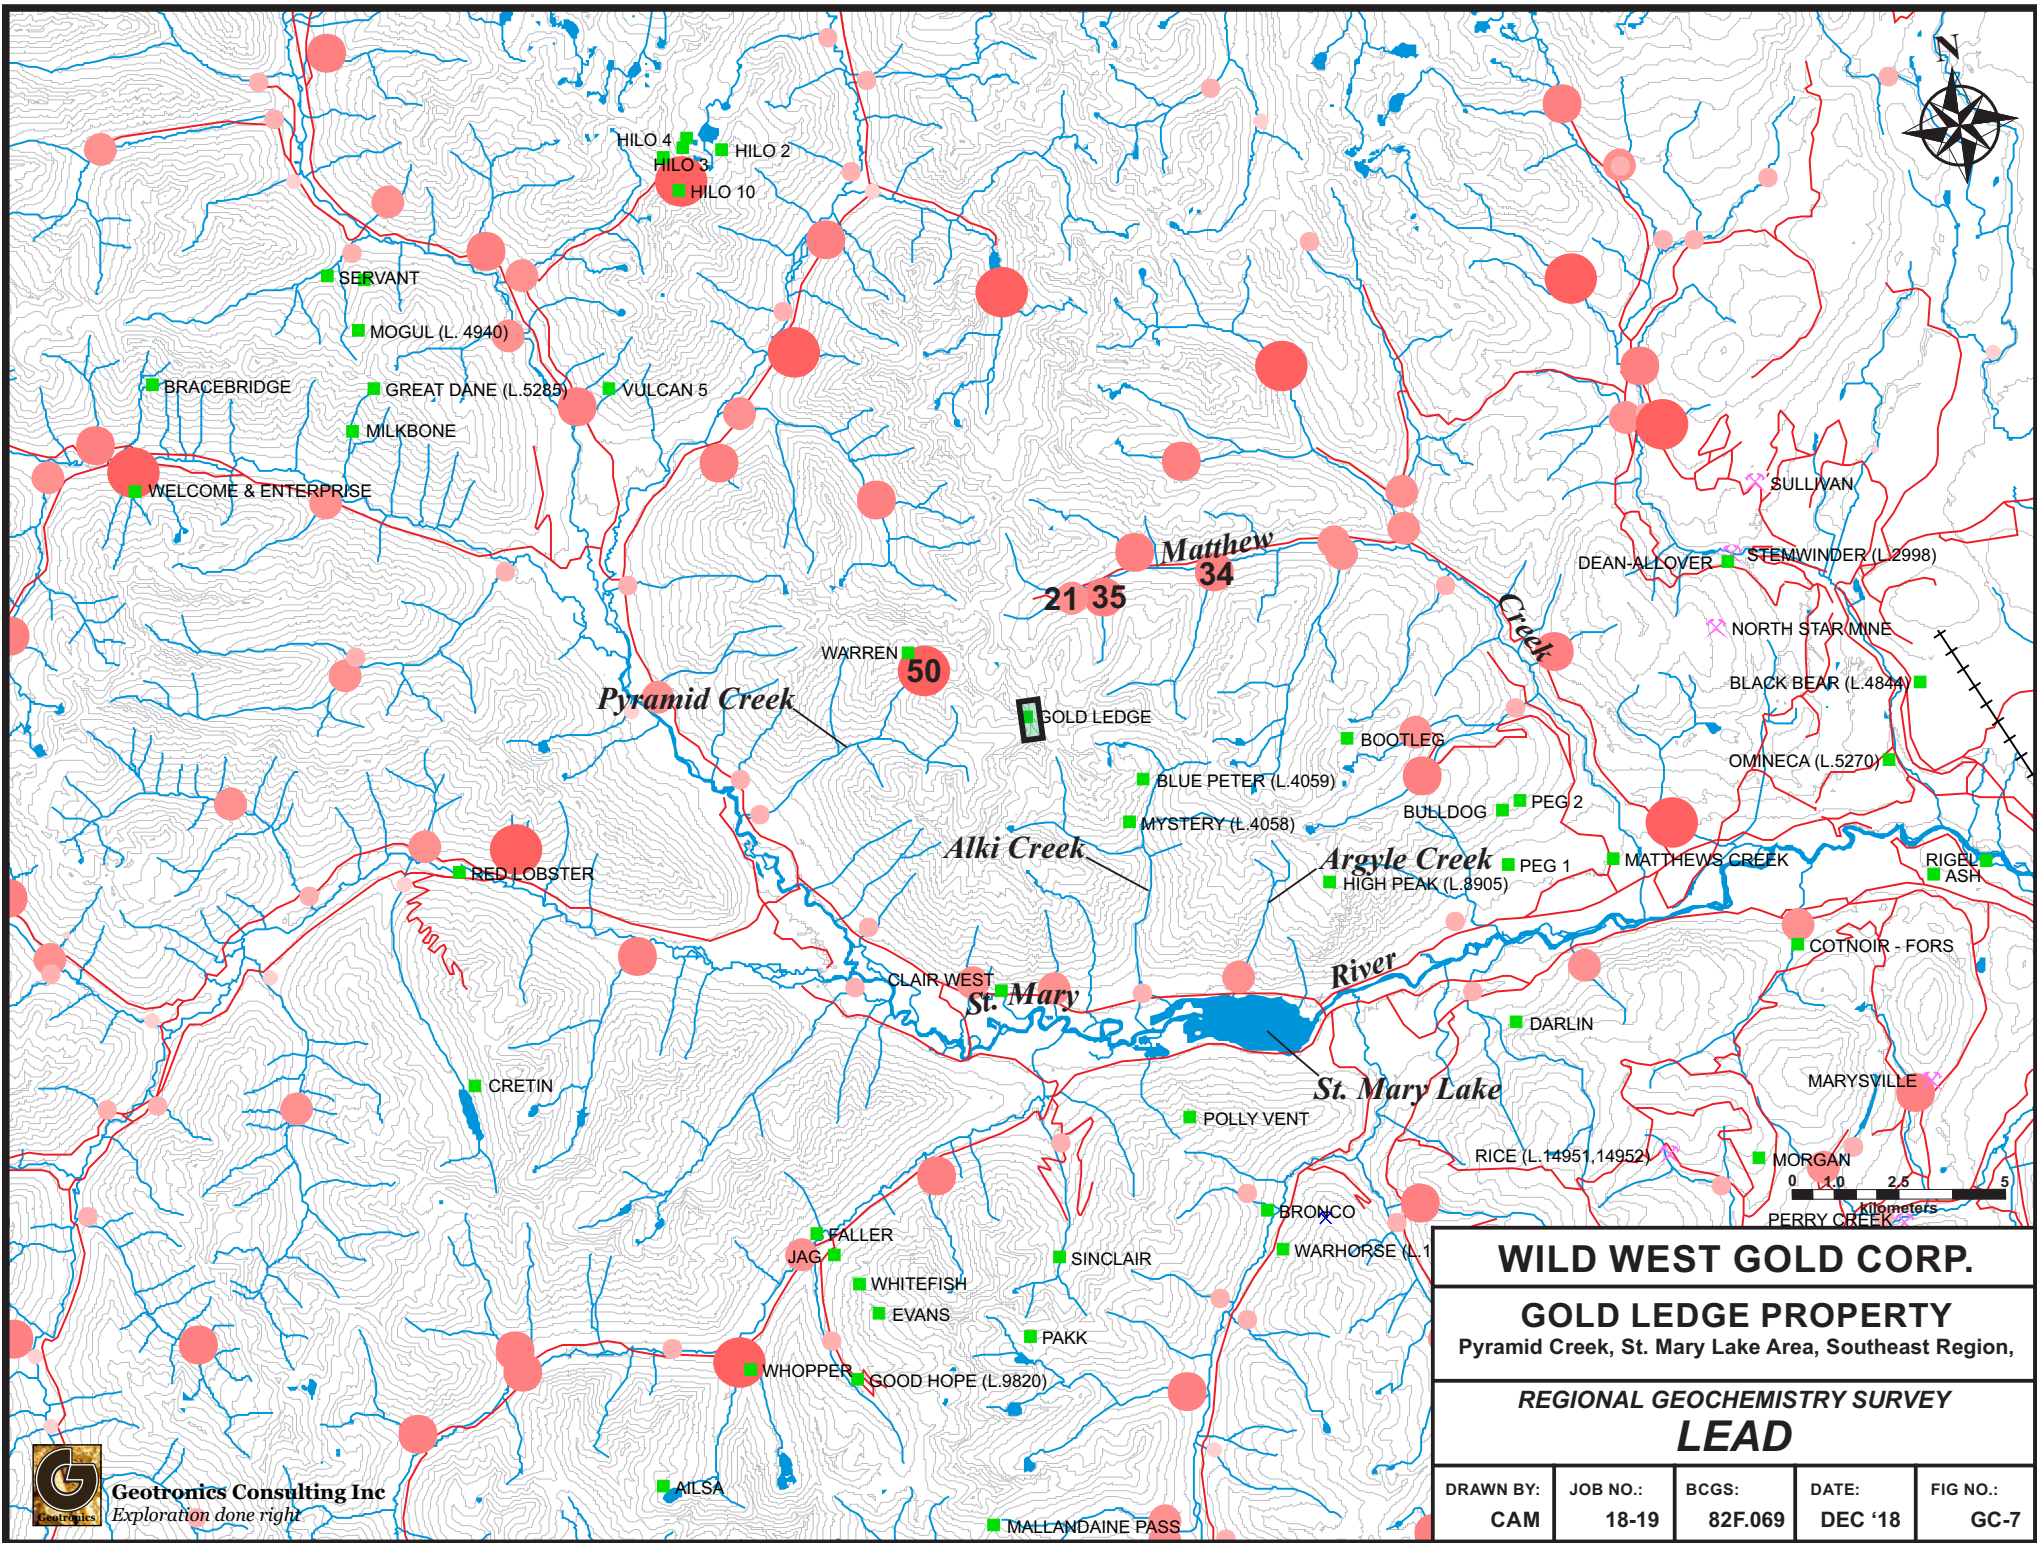 N
HILO 4
HILO 2
HILO 3
HILO 10
SERVANT
MOGUL (L. 4940)
BRACEBRIDGE
GREAT DANE (L.5285)
VULCAN 5
MILKBONE
WELCOME & ENTERPRISE
SULLIVAN
Matthew
STEMWINDER (L.2998)
DEAN-ALLOVER
34
21
35
Creek
NORTH STAR MINE
WARREN
50
BLACK BEAR (L.4844)
Pyramid Creek
GOLD LEDGE
BOOTLEG
OMINECA (L.5270)
BLUE PETER (L.4059)
PEG 2
BULLDOG
MYSTERY (L.4058)
Alki Creek
Argyle Creek
MATTHEWS CREEK
RIGEL
PEG 1
ASH
RED LOBSTER
HIGH PEAK (L.8905)
COTNOIR - FORS
River
CLAIR WEST
St. Mary
DARLIN
CRETIN
St. Mary Lake
MARYSVILLE
POLLY VENT
RICE (L.14951,14952)
MORGAN
0 1.0 2.5 5
kilometers
BRONCO
PERRY CREEK
FALLER
JAG
WARHORSE (L.1
SINCLAIR
WHITEFISH
EVANS
PAKK
WHOPPER
GOOD HOPE (L.9820)
AILSA
MALLANDAINE PASS
WILD WEST GOLD CORP.
GOLD LEDGE PROPERTY
Pyramid Creek, St. Mary Lake Area, Southeast Region,
REGIONAL GEOCHEMISTRY SURVEY
LEAD
DRAWN BY: JOB NO.: BCGS: DATE: FIG NO.:
CAM 18-19 82F.069 DEC ‘18 GC-7
G
Geotronics
Geotronics Consulting Inc
Exploration done right